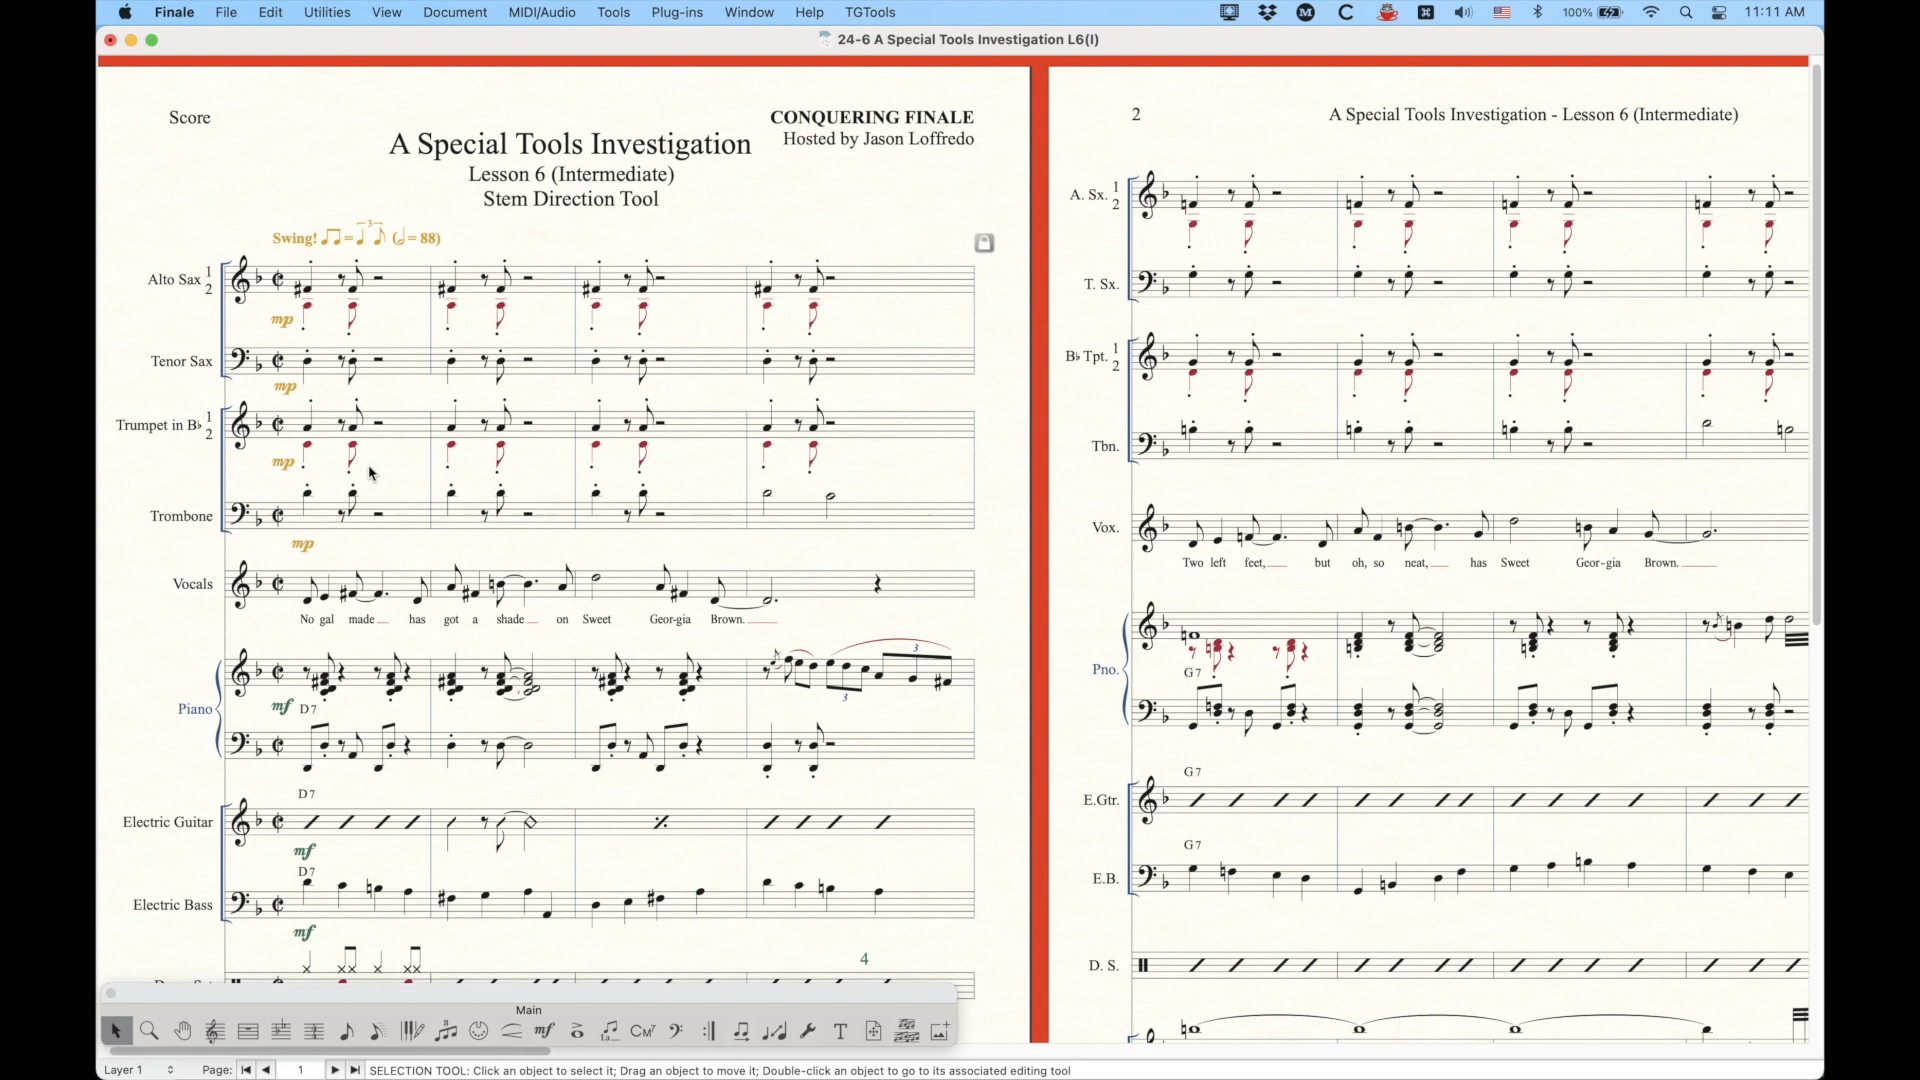 Finale File Edit Utilities View Document MIDI/Audio Tools Plug-ins Window Help TGTools 100% 11:11 AM
24-6 A Special Tools Investigation L6(I)
Score
CONQUERING FINALE
Hosted by Jason Loffredo
A Special Tools Investigation
Lesson 6 (Intermediate)
Stem Direction Tool
Swing! 3 = ( = 88)
Alto Sax 1 2
mp
Tenor Sax
mp
Trumpet in B♭ 1 2
mp
Trombone
mp
Vocals
No gal made has got a shade on Sweet Geor-gia Brown.
3
Piano
mf D7
3
D7
Electric Guitar
mf
D7
Electric Bass
mf
4
2
A Special Tools Investigation - Lesson 6 (Intermediate)
A. Sx. 1 2
T. Sx.
B♭ Tpt. 1 2
Tbn.
Vox.
Two left feet, but oh, so neat, has Sweet Geor-gia Brown.
Pno.
G7
G7
E.Gtr.
G7
E.B.
D. S.
Main
mf CM7 T
Layer 1 Page: 1 SELECTION TOOL: Click an object to select it; Drag an object to move it; Double-click an object to go to its associated editing tool